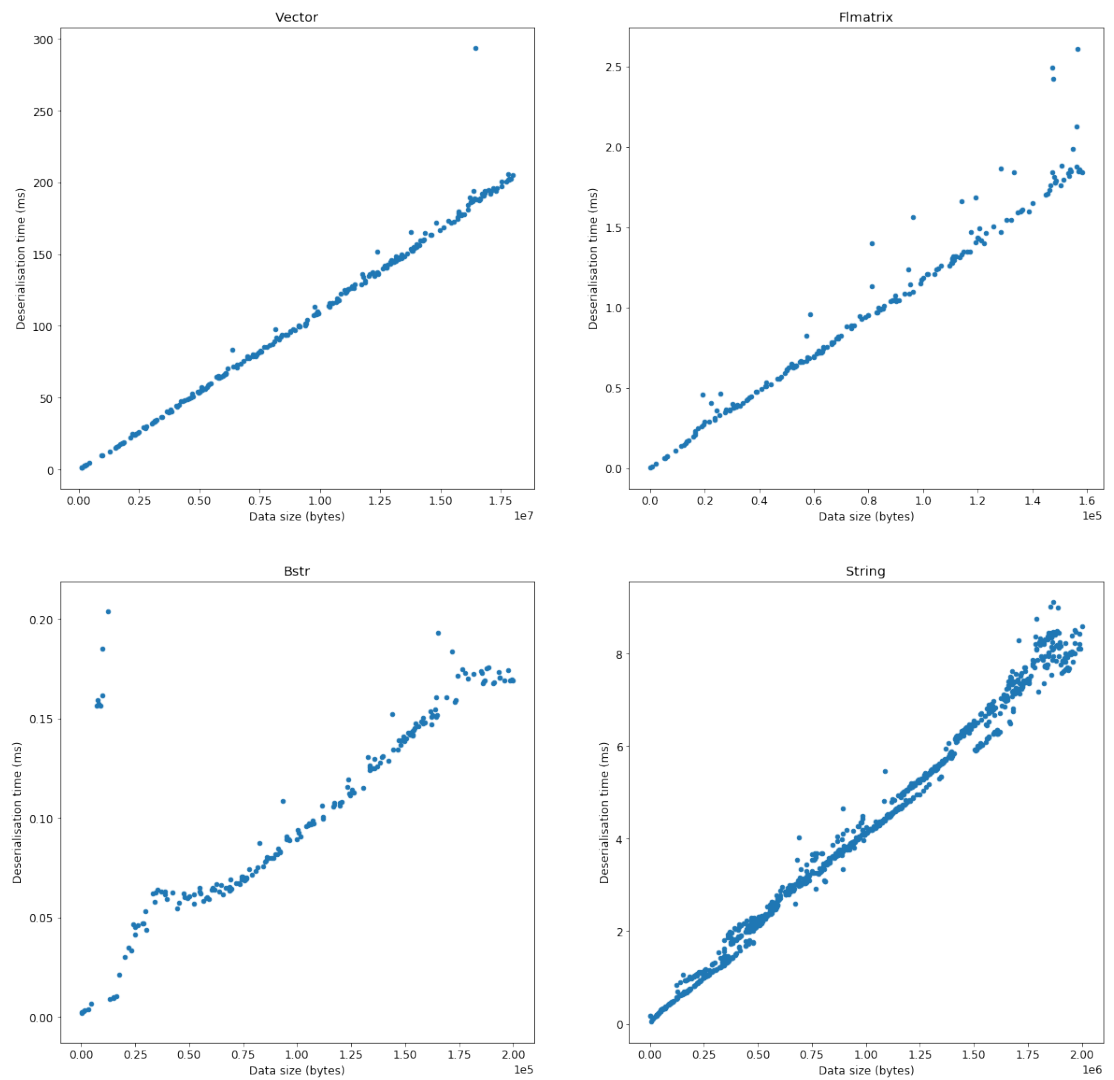 Vector
Deserialisation time (ms)
300
250
200
150
100
50
0
0.00 0.25 0.50 0.75 1.00 1.25 1.50 1.75
1e7
Data size (bytes)
Flmatrix
Deserialisation time (ms)
2.5
2.0
1.5
1.0
0.5
0.0
0.0 0.2 0.4 0.6 0.8 1.0 1.2 1.4 1.6
1e5
Data size (bytes)
Bstr
Deserialisation time (ms)
0.20
0.15
0.10
0.05
0.00
0.00 0.25 0.50 0.75 1.00 1.25 1.50 1.75 2.00
1e5
Data size (bytes)
String
Deserialisation time (ms)
8
6
4
2
0
0.00 0.25 0.50 0.75 1.00 1.25 1.50 1.75 2.00
1e6
Data size (bytes)